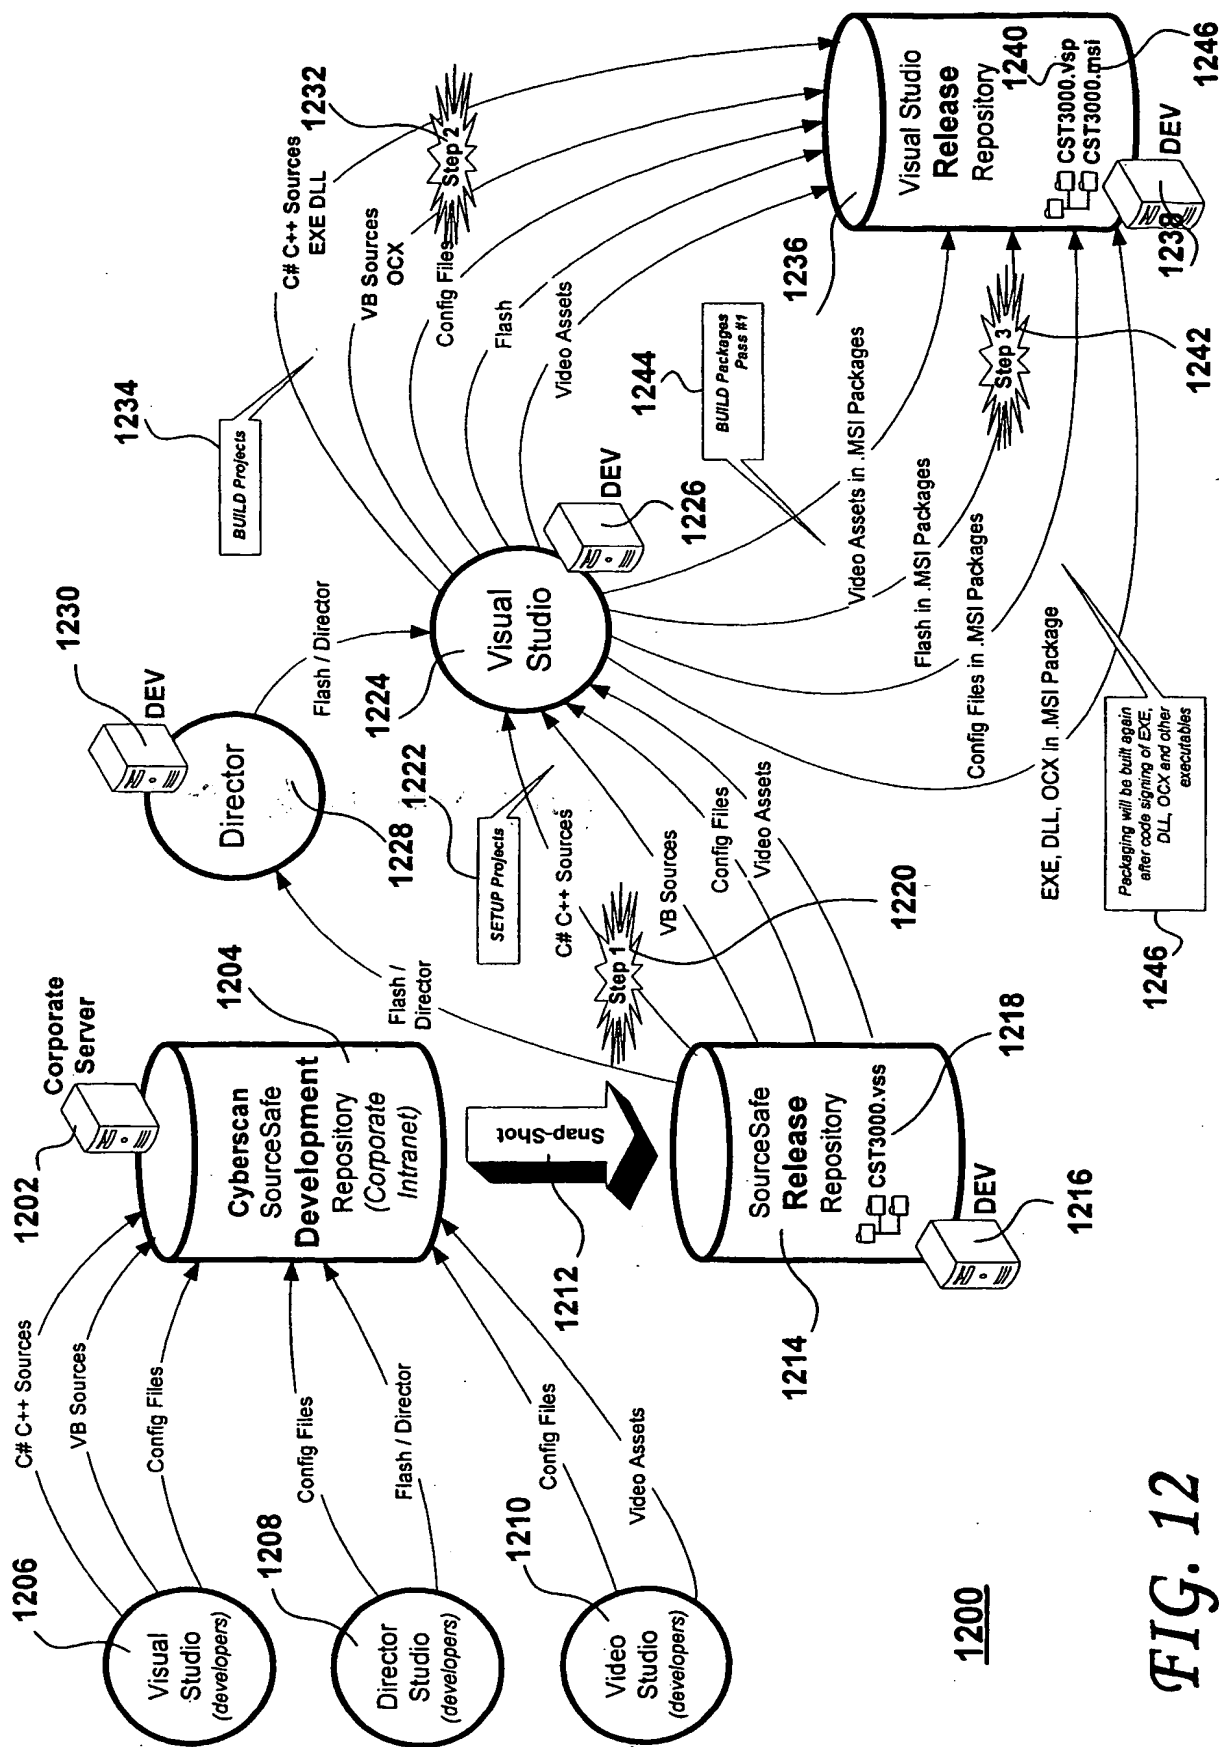 1206
Visual
Studio
(developers)
1208
Director
Studio
(developers)
1210
Video
Studio
(developers)
C# C++ Sources
VB Sources
Config Files
Config Files
Flash / Director
Config Files
Video Assets
1202
Corporate
Server
Cyberscan
SourceSafe
Development
Repository
(Corporate
Intranet)
1204
1212
Snap-Shot
1214
SourceSafe
Release
Repository
CST3000.vss
DEV
1216
1218
Flash /
Director
Step 1
1220
C# C++ Sources
VB Sources
Config Files
Video Assets
SETUP Projects
1222
Director
1228
DEV
1230
Flash / Director
Visual
Studio
1224
DEV
1226
BUILD Projects
1234
C# C++ Sources
EXE DLL
VB Sources
OCX
Config Files
Flash
Video Assets
Step 2
1232
BUILD Packages
Pass #1
1244
Video Assets in .MSI Packages
Flash in .MSI Packages
Config Files in .MSI Packages
EXE, DLL, OCX in .MSI Package
Step 3
1242
Packaging will be built again
after code signing of EXE,
DLL, OCX and other
executables
1246
1236
Visual Studio
Release
Repository
1240
CST3000.vsp
CST3000.msi
1246
DEV
1238
1200
FIG. 12